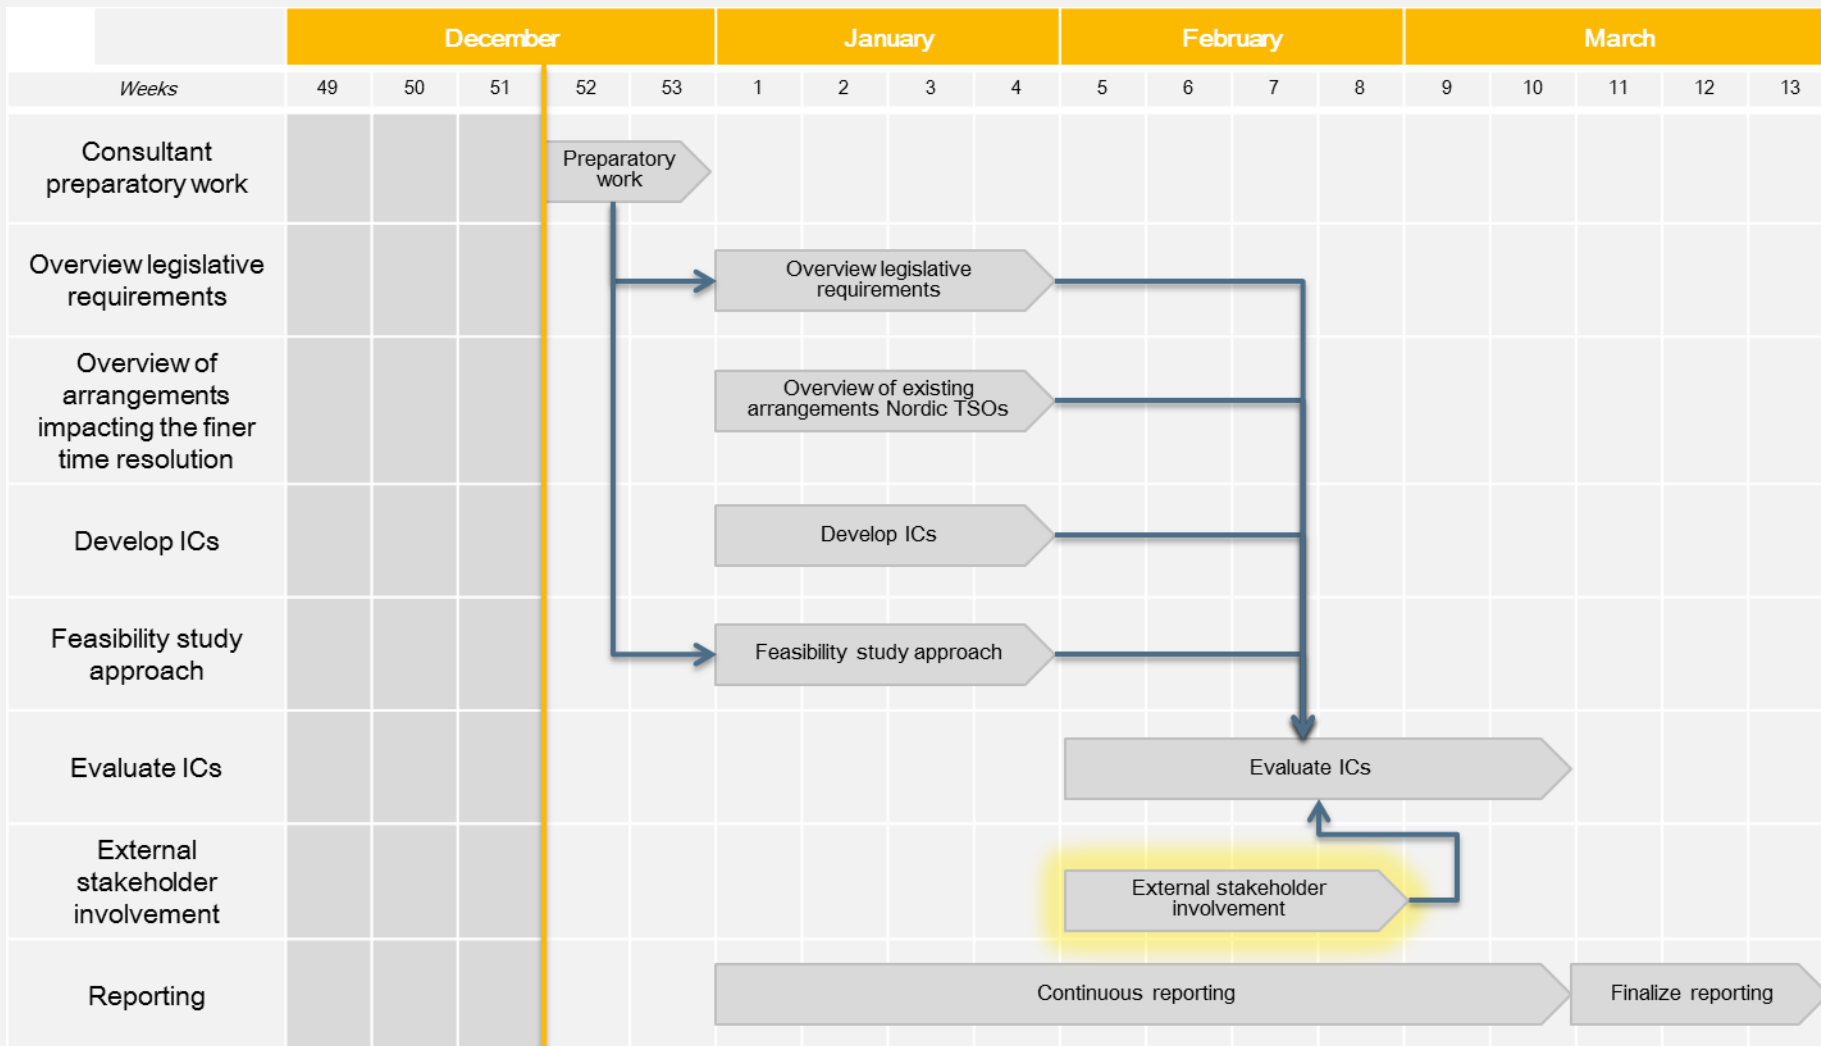 December January February March
Weeks 49 50 51 52 53 1 2 3 4 5 6 7 8 9 10 11 12 13
Consultant
preparatory work
Preparatory
work
Overview legislative
requirements
Overview legislative
requirements
Overview of
arrangements
impacting the finer
time resolution
Overview of existing
arrangements Nordic TSOs
Develop ICs
Develop ICs
Feasibility study
approach
Feasibility study approach
Evaluate ICs
Evaluate ICs
External
stakeholder
involvement
External stakeholder
involvement
Reporting
Continuous reporting
Finalize reporting